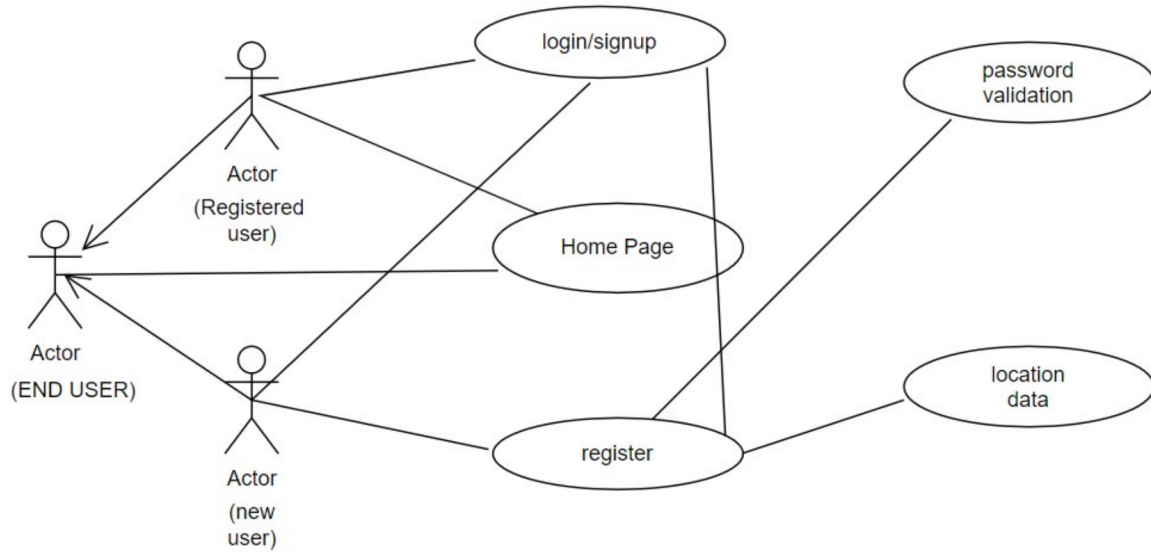 login/signup
password
validation
Actor
(Registered
user)
Home Page
Actor
(END USER)
location
data
register
Actor
(new
user)